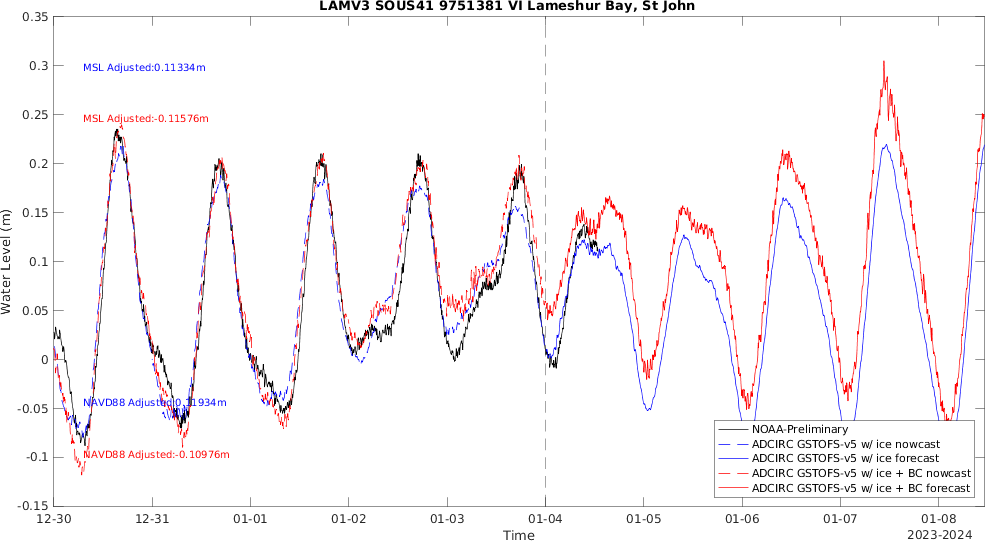 LAMV3 SOUS41 9751381 VI Lameshur Bay, St John
0.35
0.3
0.25
0.2
0.15
0.1
0.05
0
-0.05
-0.1
-0.15
Water Level (m)
MSL Adjusted:0.11334m
MSL Adjusted:-0.11576m
NAVD88 Adjusted:0.11934m
NAVD88 Adjusted:-0.10976m
NOAA-Preliminary
ADCIRC GSTOFS-v5 w/ ice nowcast
ADCIRC GSTOFS-v5 w/ ice forecast
ADCIRC GSTOFS-v5 w/ ice + BC nowcast
ADCIRC GSTOFS-v5 w/ ice + BC forecast
12-30 12-31 01-01 01-02 01-03 01-04 01-05 01-06 01-07 01-08
Time
2023-2024